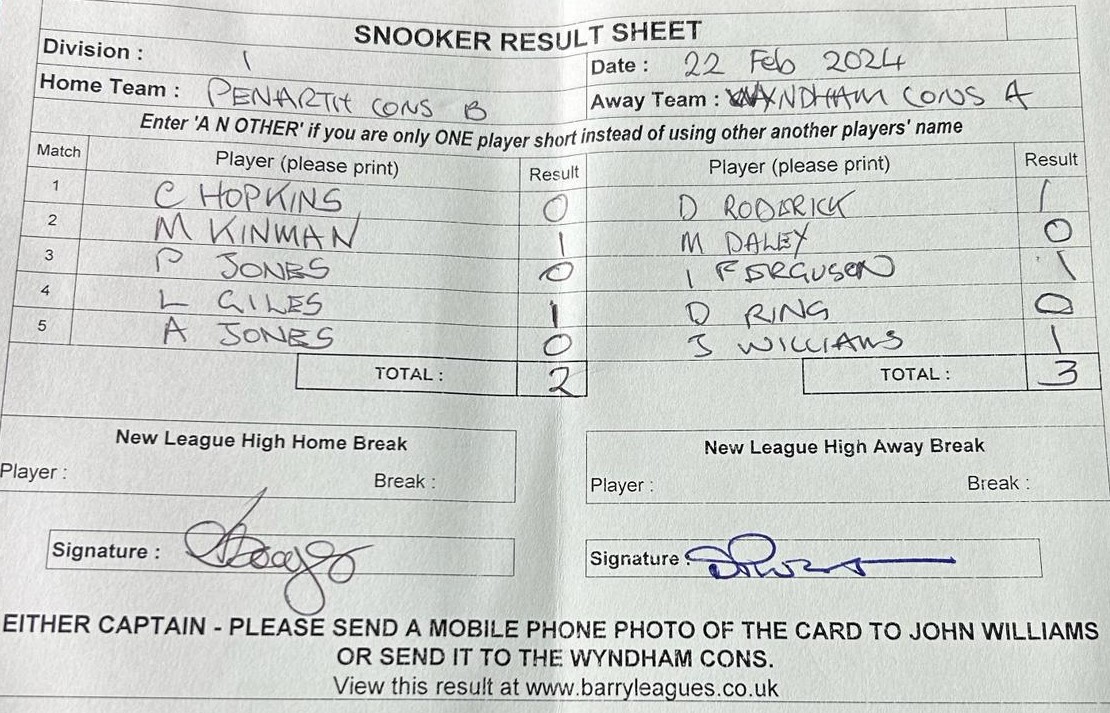 SNOOKER RESULT SHEET
Division : 1 Date : 22 Feb 2024
Home Team : PENARTH CONS B Away Team : WYNDHAM CONS A
Enter 'A N OTHER' if you are only ONE player short instead of using other another players' name
Match Player (please print) Result Player (please print) Result
1 C HOPKINS 0 D RODERICK 1
2 M KINMAN 1 M DALEY 0
3 P JONES 0 I FERGUSON 1
4 L GILES 1 D RING 0
5 A JONES 0 J WILLIAMS 1
TOTAL : 2 TOTAL : 3
New League High Home Break New League High Away Break
Player : Break : Player : Break :
Signature : Signature :
EITHER CAPTAIN - PLEASE SEND A MOBILE PHONE PHOTO OF THE CARD TO JOHN WILLIAMS
OR SEND IT TO THE WYNDHAM CONS.
View this result at www.barryleagues.co.uk